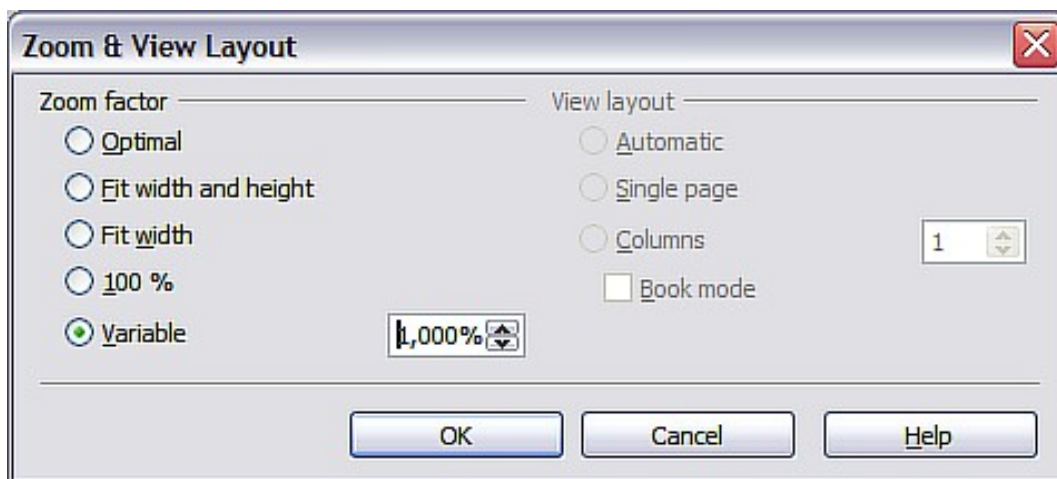 Zoom & View Layout
Zoom factor
Optimal
Fit width and height
Fit width
100 %
Variable 1,000%
View layout
Automatic
Single page
Columns 1
Book mode
OK Cancel Help